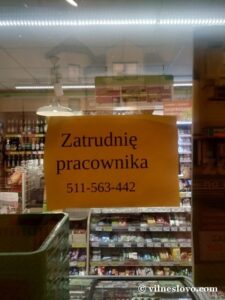 Zatrudnię
pracownika
511-563-442
© vilneslovo.com